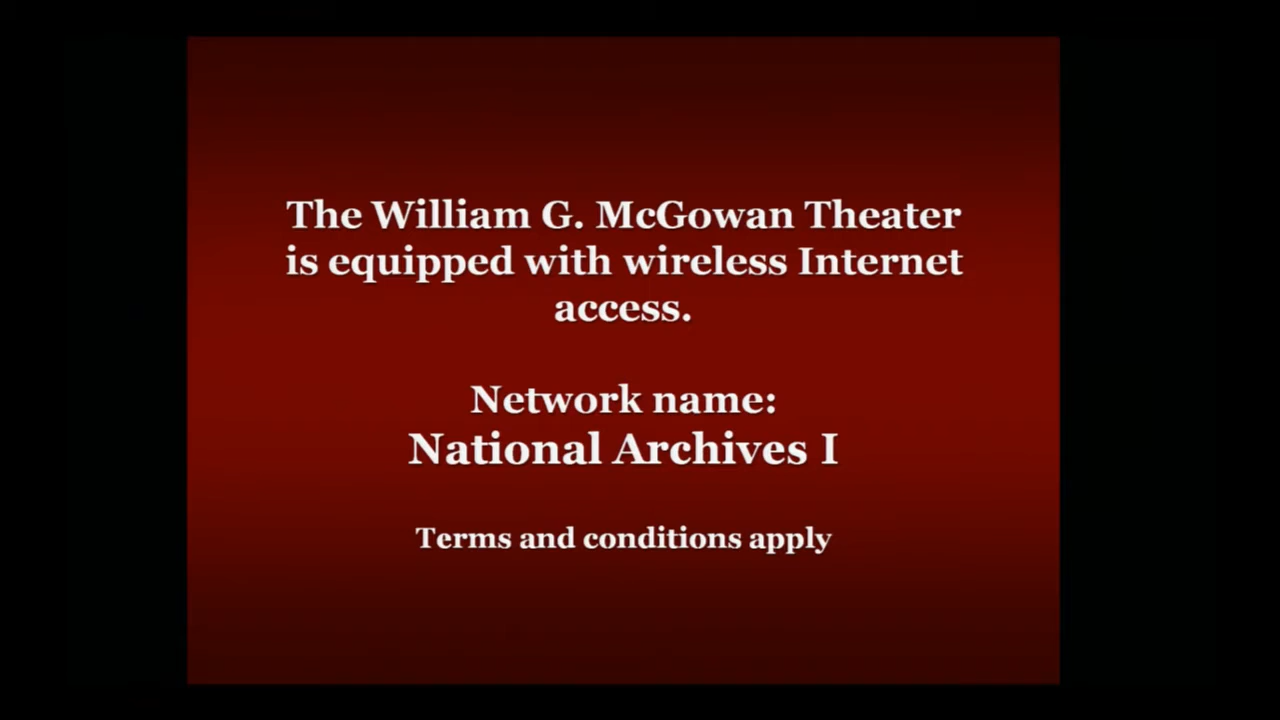 The William G. McGowan Theater
is equipped with wireless Internet
access.
Network name:
National Archives I
Terms and conditions apply